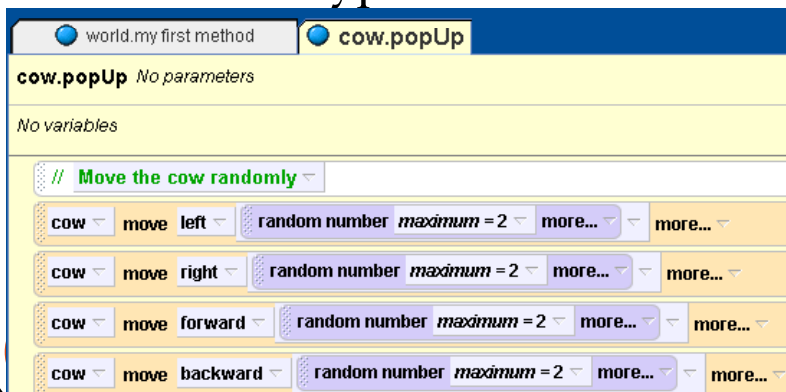 world.my first method cow.popUp
cow.popUp No parameters
No variables
// Move the cow randomly
cow move left random number maximum = 2 more... more...
cow move right random number maximum = 2 more... more...
cow move forward random number maximum = 2 more... more...
cow move backward random number maximum = 2 more... more...